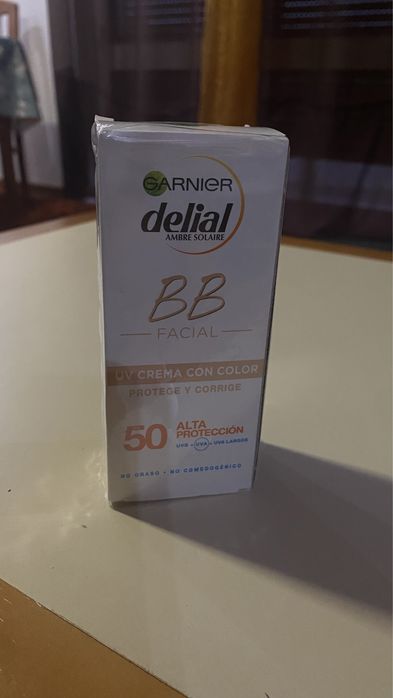 GARNIER
delial
AMBRE SOLAIRE
BB
FACIAL
UV CREMA CON COLOR
PROTEGE Y CORRIGE
50 ALTA
PROTECCIÓN
UVB + UVA + UVA LARGOS
NO GRASO • NO COMEDOGÉNICO